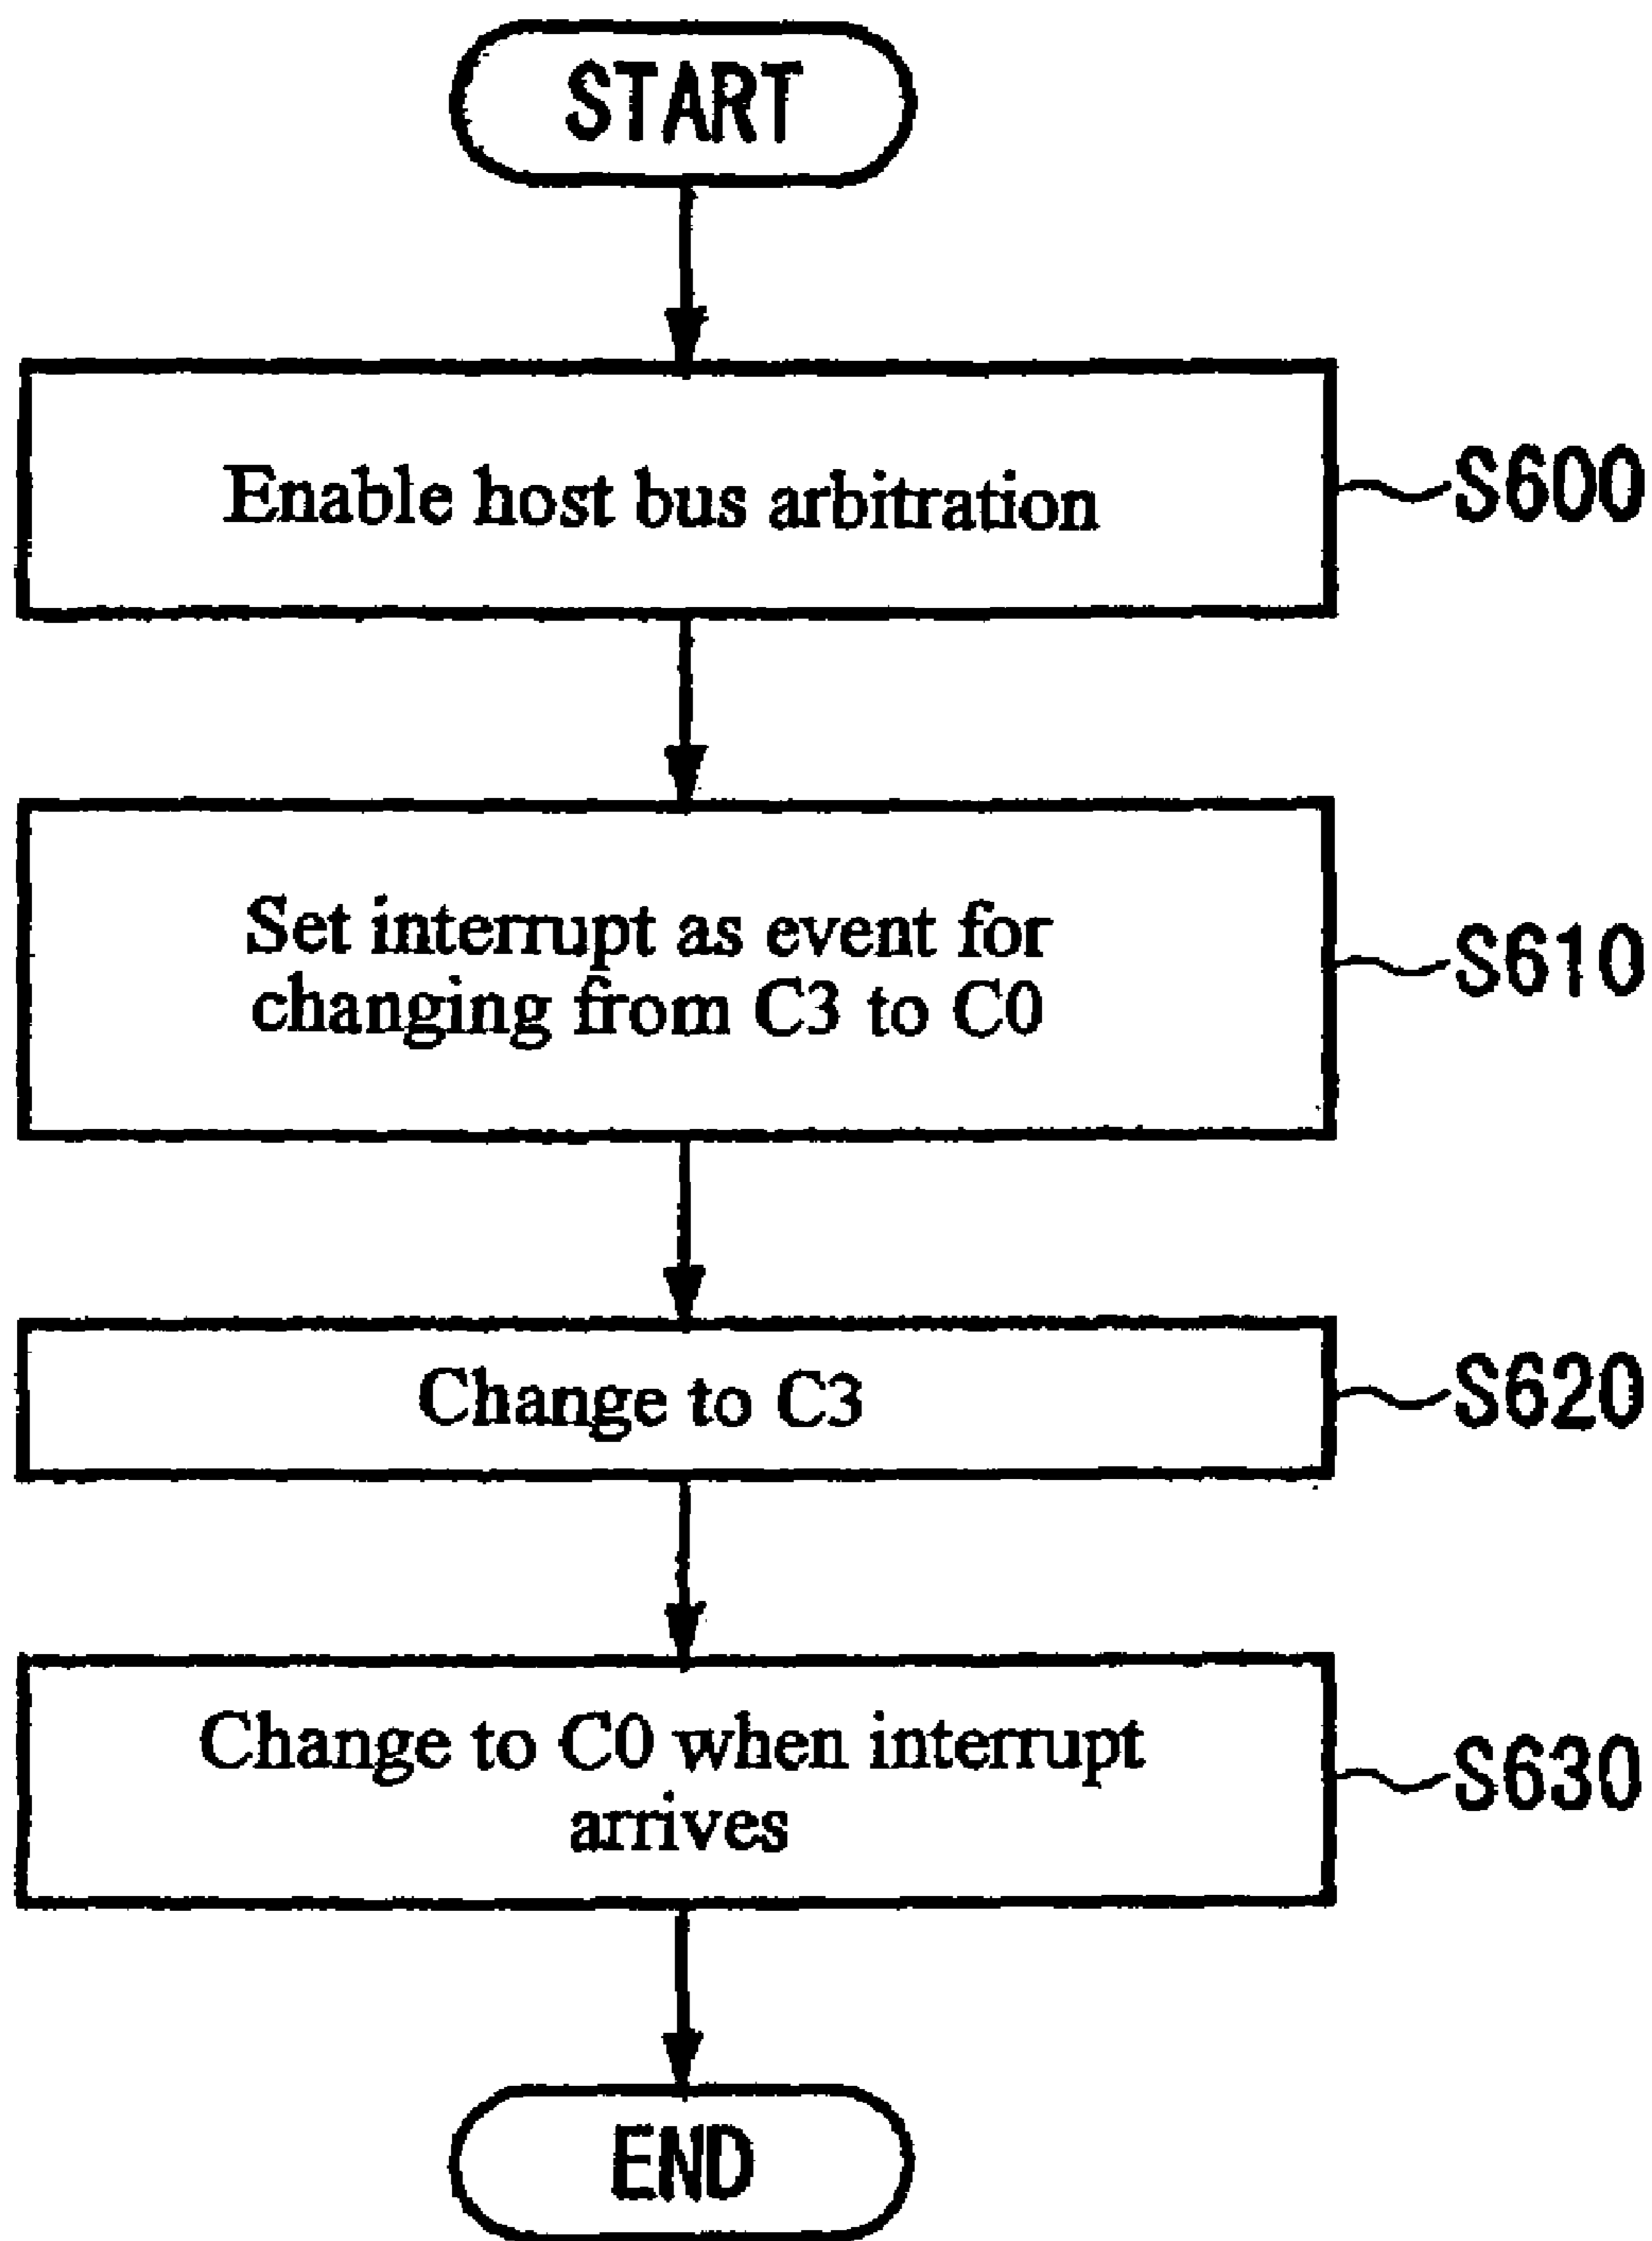 START
Enable host bus arbitration
S600
Set interrupt as event for
changing from C3 to C0
S610
Change to C3
S620
Change to C0 when interrupt
arrives
S630
END